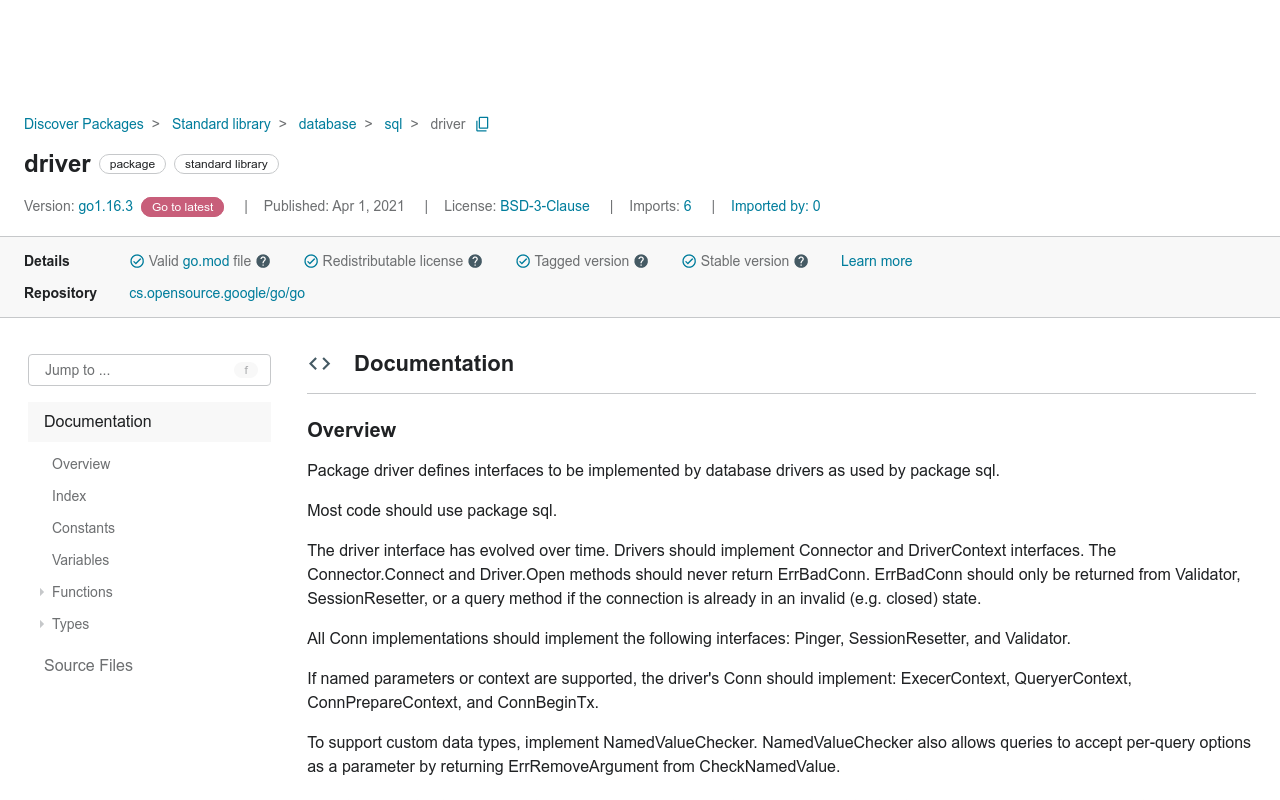 Discover Packages > Standard library > database > sql > driver
driver package standard library
Version: go1.16.3 Go to latest | Published: Apr 1, 2021 | License: BSD-3-Clause | Imports: 6 | Imported by: 0
Details Valid go.mod file ? Redistributable license ? Tagged version ? Stable version ? Learn more
Repository cs.opensource.google/go/go
Jump to ... f
Documentation
Overview
Index
Constants
Variables
Functions
Types
Source Files
<> Documentation
Overview
Package driver defines interfaces to be implemented by database drivers as used by package sql.
Most code should use package sql.
The driver interface has evolved over time. Drivers should implement Connector and DriverContext interfaces. The
Connector.Connect and Driver.Open methods should never return ErrBadConn. ErrBadConn should only be returned from Validator,
SessionResetter, or a query method if the connection is already in an invalid (e.g. closed) state.
All Conn implementations should implement the following interfaces: Pinger, SessionResetter, and Validator.
If named parameters or context are supported, the driver's Conn should implement: ExecerContext, QueryerContext,
ConnPrepareContext, and ConnBeginTx.
To support custom data types, implement NamedValueChecker. NamedValueChecker also allows queries to accept per-query options
as a parameter by returning ErrRemoveArgument from CheckNamedValue.